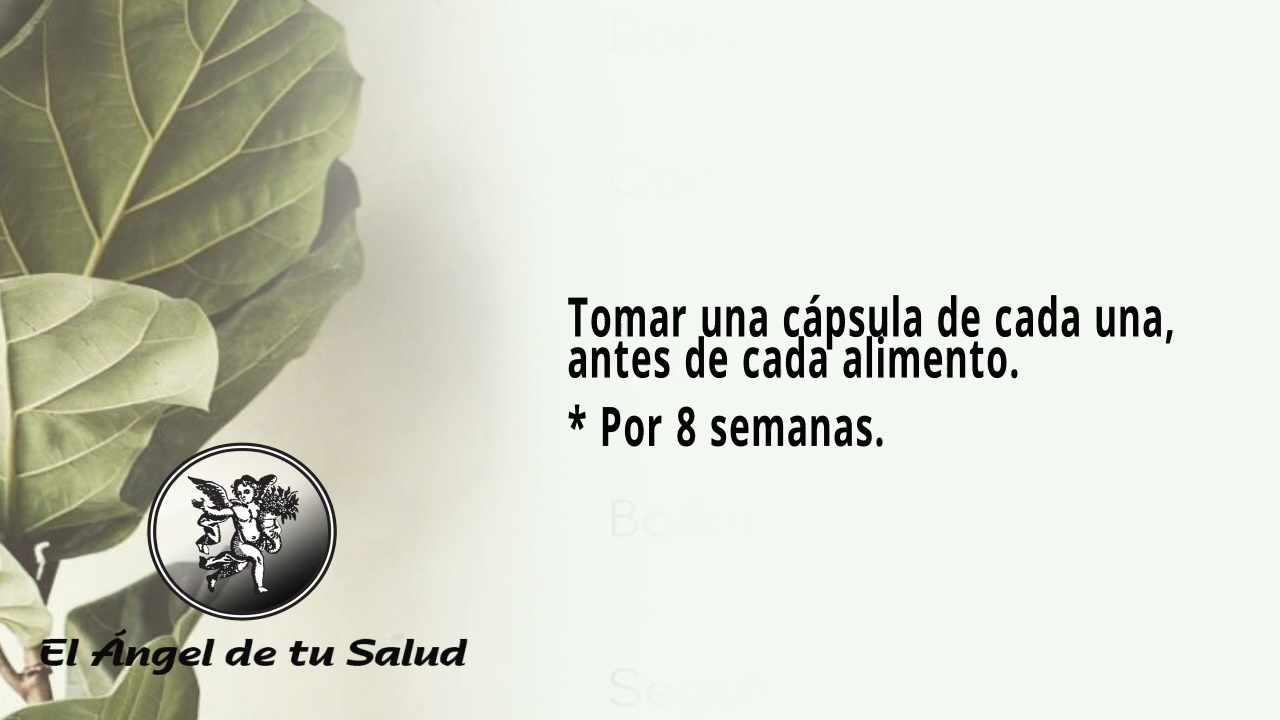 Tomar una cápsula de cada una,
antes de cada alimento.
* Por 8 semanas.
El Ángel de tu Salud